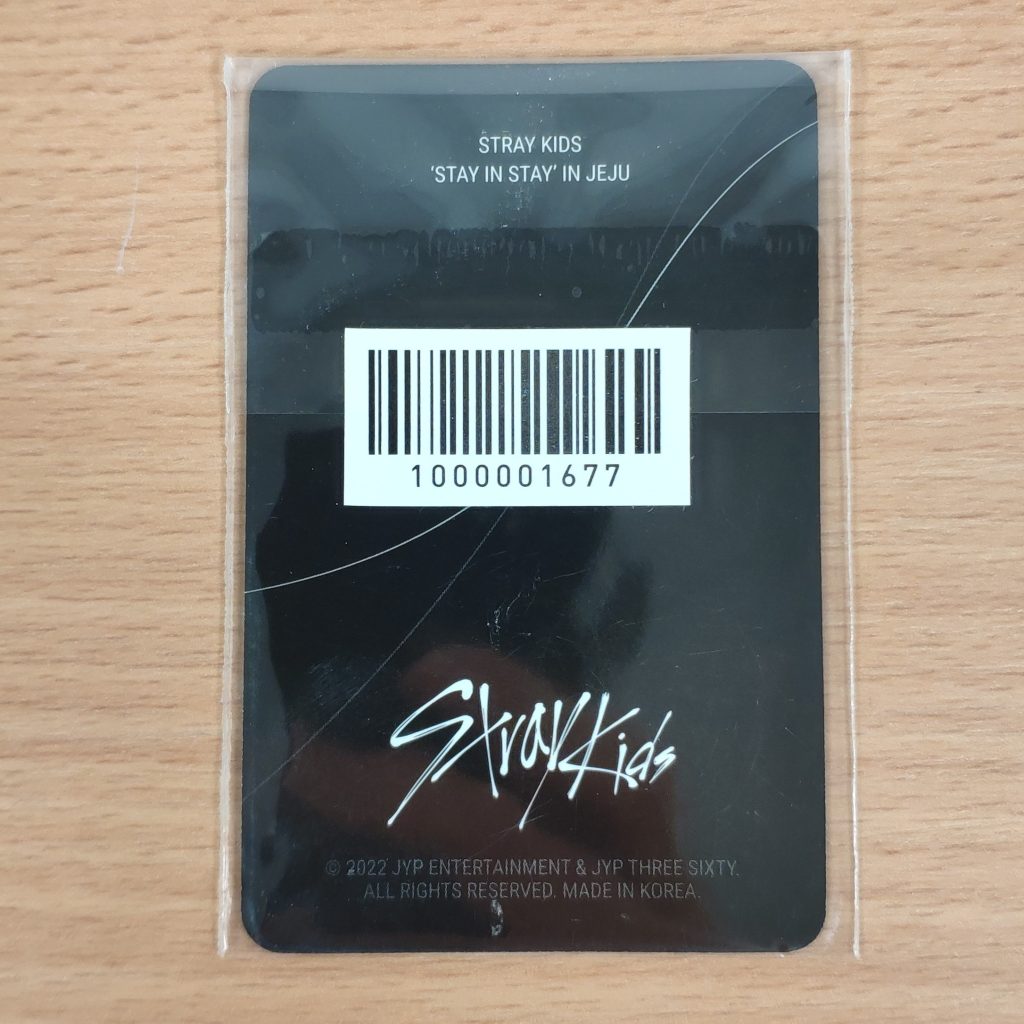 STRAY KIDS
‘STAY IN STAY’ IN JEJU
1000001677
StrayKids
© 2022 JYP ENTERTAINMENT & JYP THREE SIXTY.
ALL RIGHTS RESERVED. MADE IN KOREA.